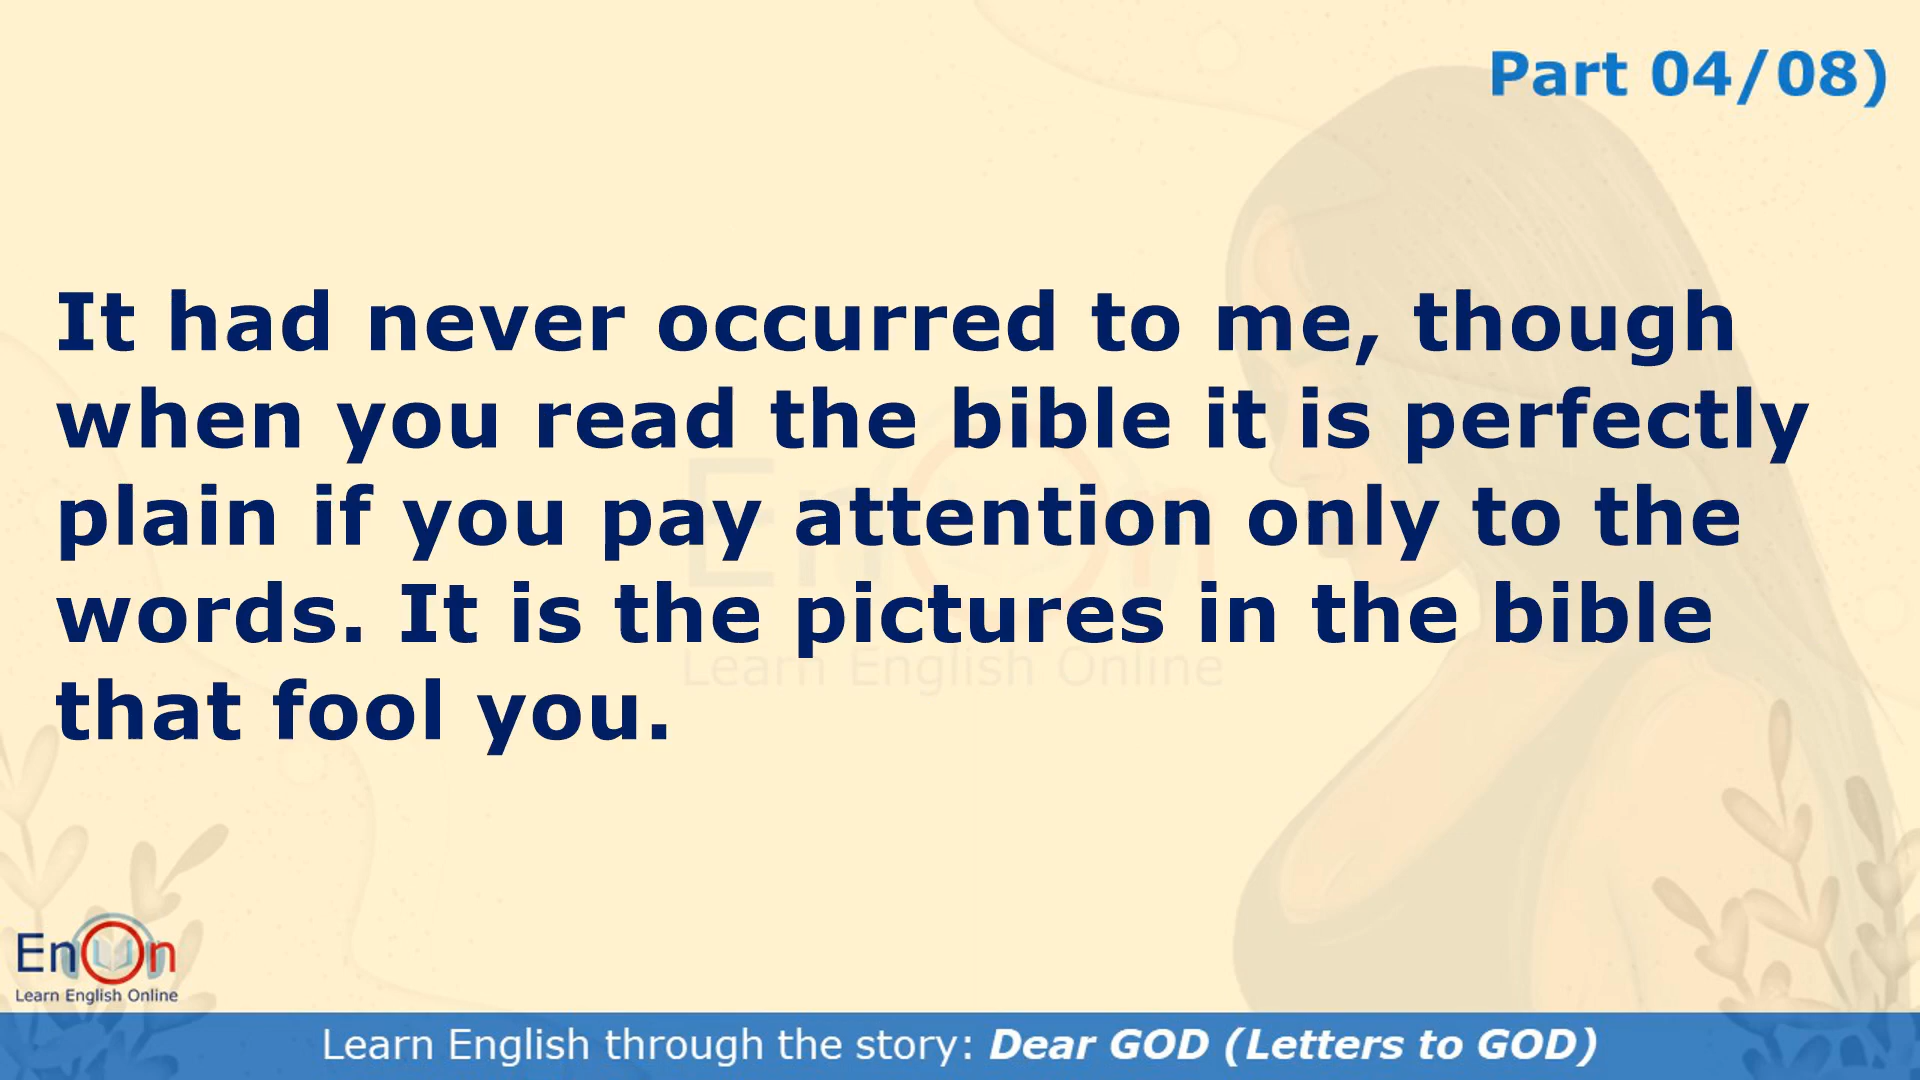 Part 04/08)
It had never occurred to me, though
when you read the bible it is perfectly
plain if you pay attention only to the
words. It is the pictures in the bible
that fool you.
EnOn
Learn English Online
EnOn
Learn English Online
Learn English through the story: Dear GOD (Letters to GOD)